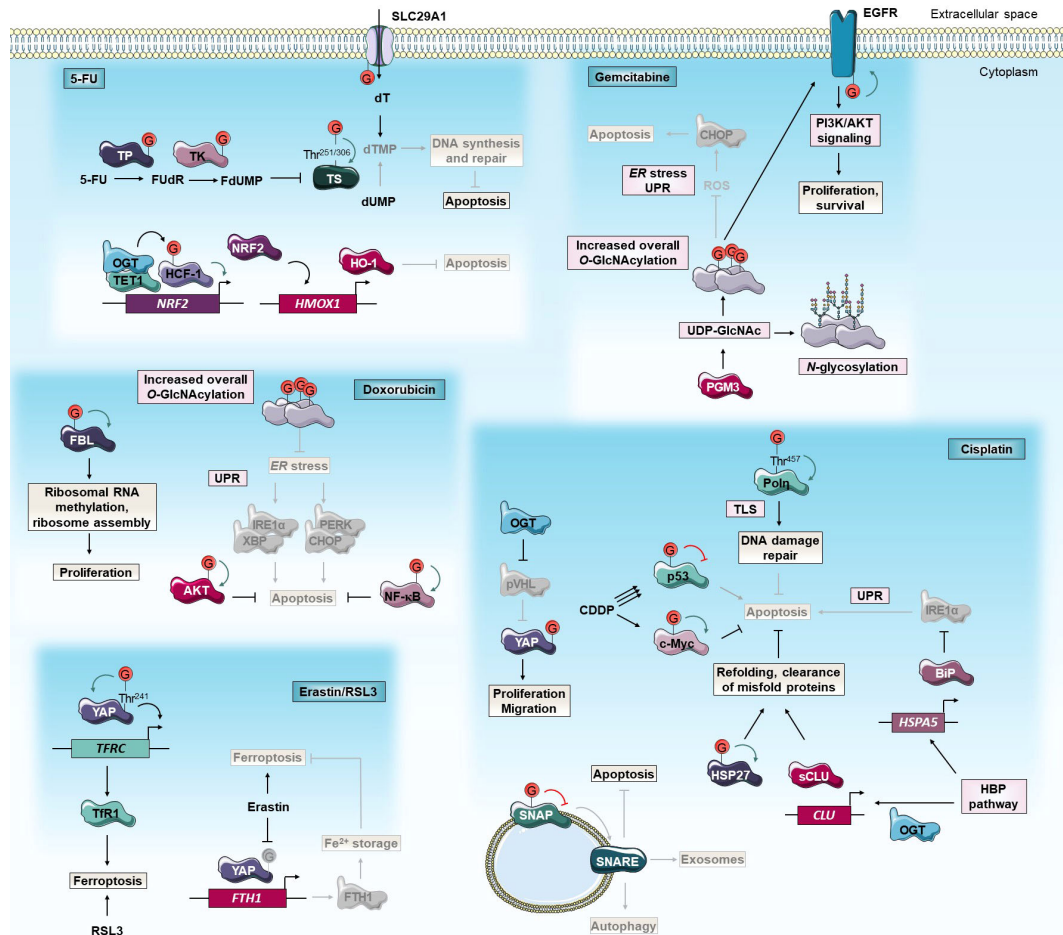 SLC29A1
EGFR
Extracellular space
Cytoplasm
5-FU
G
dT
G
G
G
TP
TK
Thr251/306
TS
5-FU
FUdR
FdUMP
dTMP
dUMP
DNA synthesis
and repair
Apoptosis
G
OGT
TET1
HCF-1
NRF2
NRF2
HMOX1
G
HO-1
Apoptosis
Gemcitabine
G
PI3K/AKT
signaling
Proliferation,
survival
Apoptosis
CHOP
ER stress
UPR
ROS
Increased overall
O-GlcNAcylation
G G G
UDP-GlcNAc
N-glycosylation
PGM3
Increased overall
O-GlcNAcylation
G G G
Doxorubicin
G
FBL
Ribosomal RNA
methylation,
ribosome assembly
Proliferation
ER stress
UPR
IRE1α
XBP
PERK
CHOP
G
AKT
Apoptosis
G
NF-κB
Cisplatin
G
Thr457
Polη
TLS
DNA damage
repair
OGT
pVHL
G
YAP
Proliferation
Migration
G
p53
CDDP
G
c-Myc
Apoptosis
UPR
IRE1α
BiP
HSPA5
Refolding, clearance
of misfold proteins
G
HSP27
sCLU
CLU
OGT
HBP
pathway
Erastin/RSL3
G
Thr241
YAP
TFRC
TfR1
Ferroptosis
RSL3
Ferroptosis
Erastin
G
YAP
FTH1
FTH1
Fe2+ storage
G
SNAP
SNARE
Apoptosis
Exosomes
Autophagy